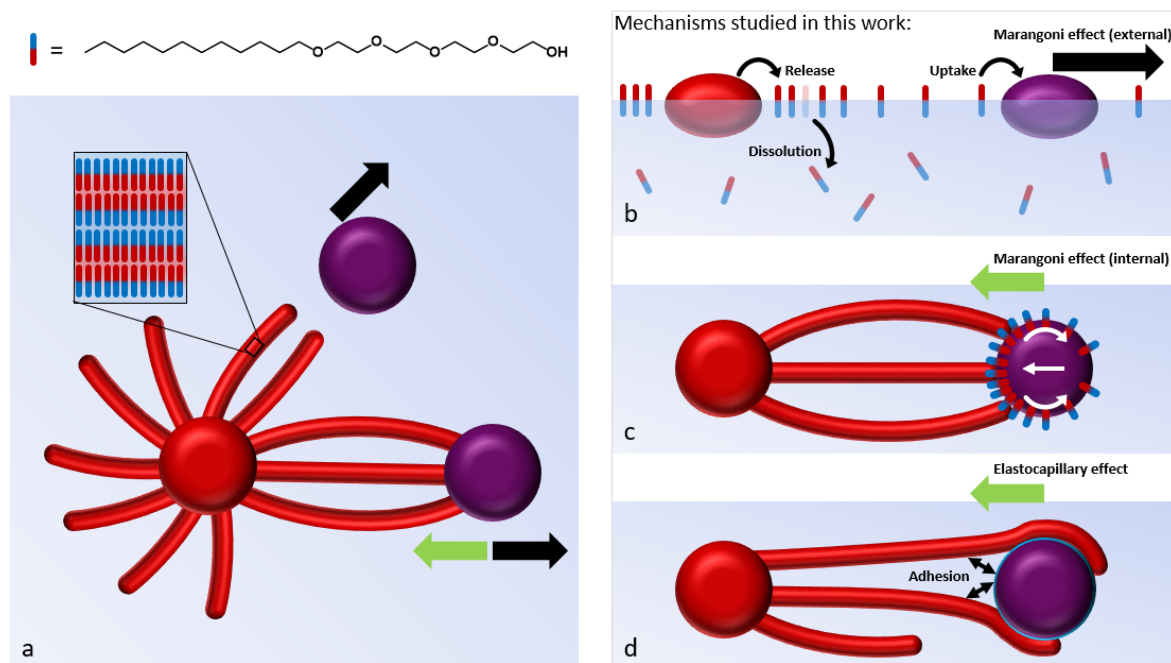 =
O
O
O
O
OH
a
Mechanisms studied in this work:
Marangoni effect (external)
Release
Uptake
Dissolution
b
Marangoni effect (internal)
c
Elastocapillary effect
Adhesion
d